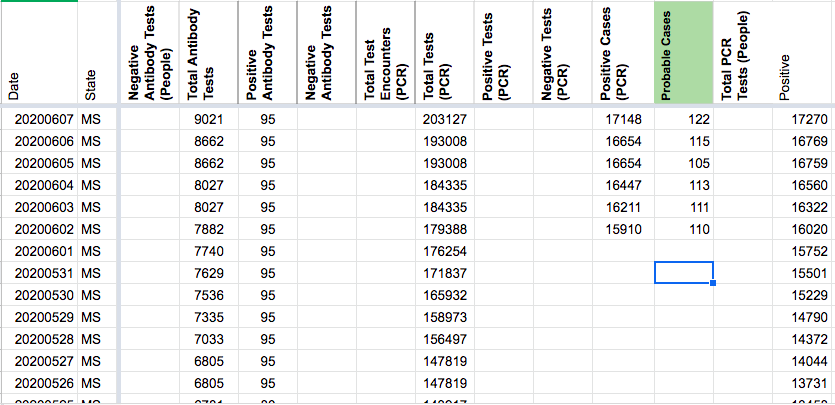 Date State Negative Antibody Tests (People) Total Antibody Tests Positive Antibody Tests Negative Antibody Tests Total Test Encounters (PCR) Total Tests (PCR) Positive Tests (PCR) Negative Tests (PCR) Positive Cases (PCR) Probable Cases Total PCR Tests (People) Positive
20200607 MS 9021 95 203127 17148 122 17270
20200606 MS 8662 95 193008 16654 115 16769
20200605 MS 8662 95 193008 16654 105 16759
20200604 MS 8027 95 184335 16447 113 16560
20200603 MS 8027 95 184335 16211 111 16322
20200602 MS 7882 95 179388 15910 110 16020
20200601 MS 7740 95 176254 15752
20200531 MS 7629 95 171837 15501
20200530 MS 7536 95 165932 15229
20200529 MS 7335 95 158973 14790
20200528 MS 7033 95 156497 14372
20200527 MS 6805 95 147819 14044
20200526 MS 6805 95 147819 13731